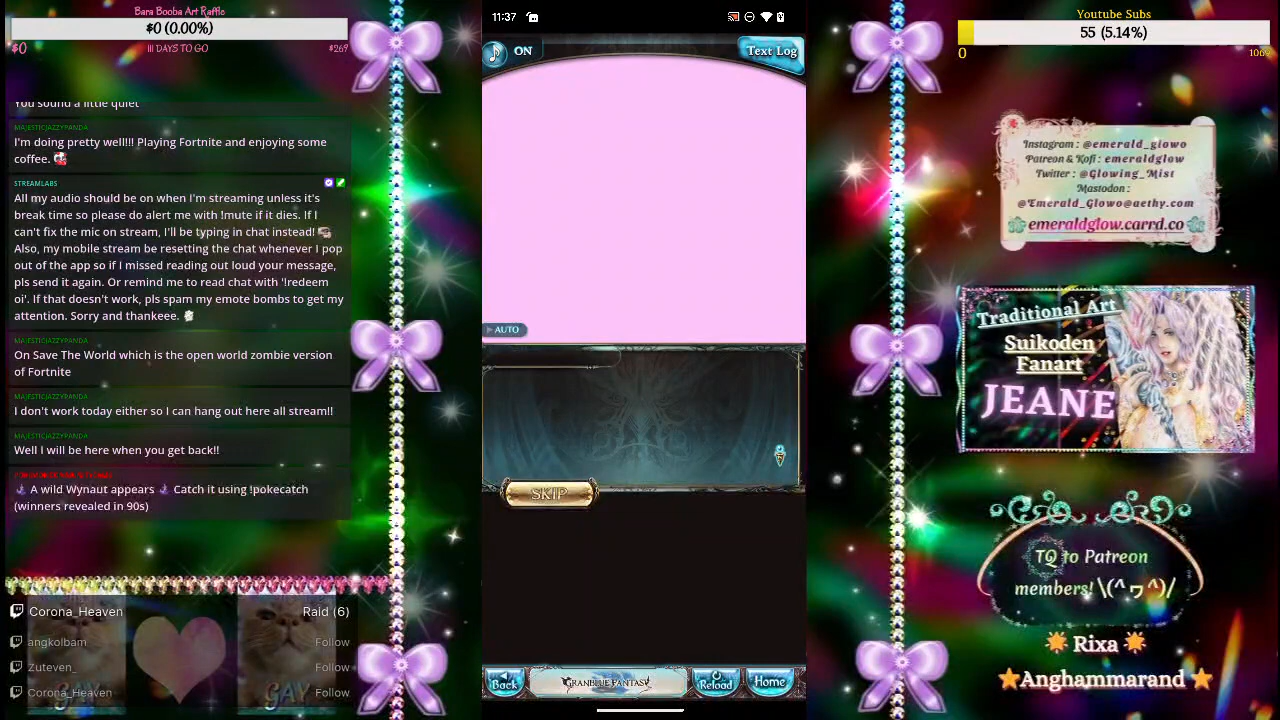 Bara Booba Art Raffle
$0 (0.00%)
$0
111 DAYS TO GO
$269
You sound a little quiet
MAJESTICJAZZYPANDA
I'm doing pretty well!!! Playing Fortnite and enjoying some
coffee.
STREAMLABS
All my audio should be on when I'm streaming unless it's
break time so please do alert me with !mute if it dies. If I
can't fix the mic on stream, I'll be typing in chat instead!
Also, my mobile stream be resetting the chat whenever I pop
out of the app so if I missed reading out loud your message,
pls send it again. Or remind me to read chat with '!redeem
oi'. If that doesn't work, pls spam my emote bombs to get my
attention. Sorry and thankeee.
MAJESTICJAZZYPANDA
On Save The World which is the open world zombie version
of Fortnite
MAJESTICJAZZYPANDA
I don't work today either so I can hang out here all stream!!
MAJESTICJAZZYPANDA
Well I will be here when you get back!!
A wild Wynaut appears Catch it using !pokecatch
(winners revealed in 90s)
Corona_Heaven Raid (6)
angkolbam Follow
Zuteven_ Follow
Corona_Heaven Follow
GAY GAY
11:37
ON
Text Log
AUTO
SKIP
Back
GRANBLUE FANTASY
Reload
Home
Youtube Subs
55 (5.14%)
0
1069
Instagram : @emerald_glowo
Patreon & Kofi : emeraldglow
Twitter : @Glowing_Mist
Mastodon :
@Emerald_Glowo@aethy.com
emeraldglow.carrd.co
Traditional Art
Suikoden
Fanart
JEANE
TQ to Patreon
members! \(^ヮ^)/
Rixa
Anghammarand